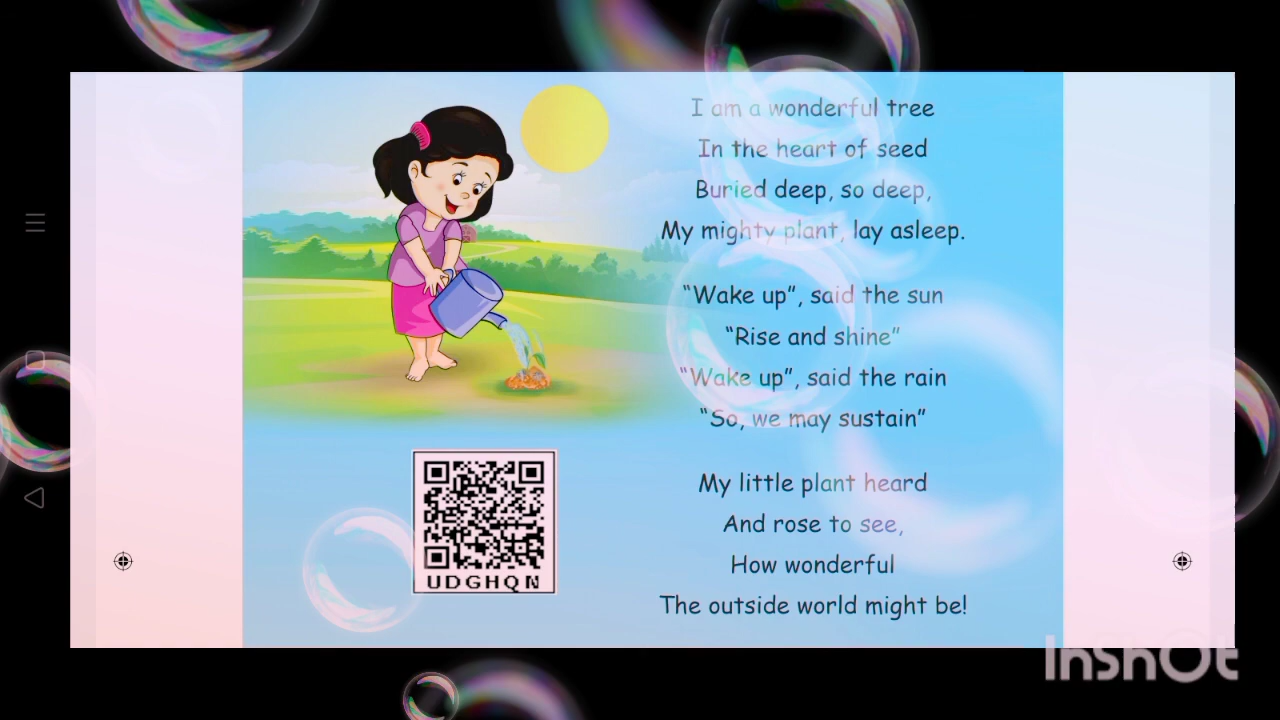 I am a wonderful tree
In the heart of seed
Buried deep, so deep,
My mighty plant, lay asleep.
“Wake up”, said the sun
“Rise and shine”
“Wake up”, said the rain
“So, we may sustain”
My little plant heard
And rose to see,
How wonderful
The outside world might be!
UDGHQN
InShOt